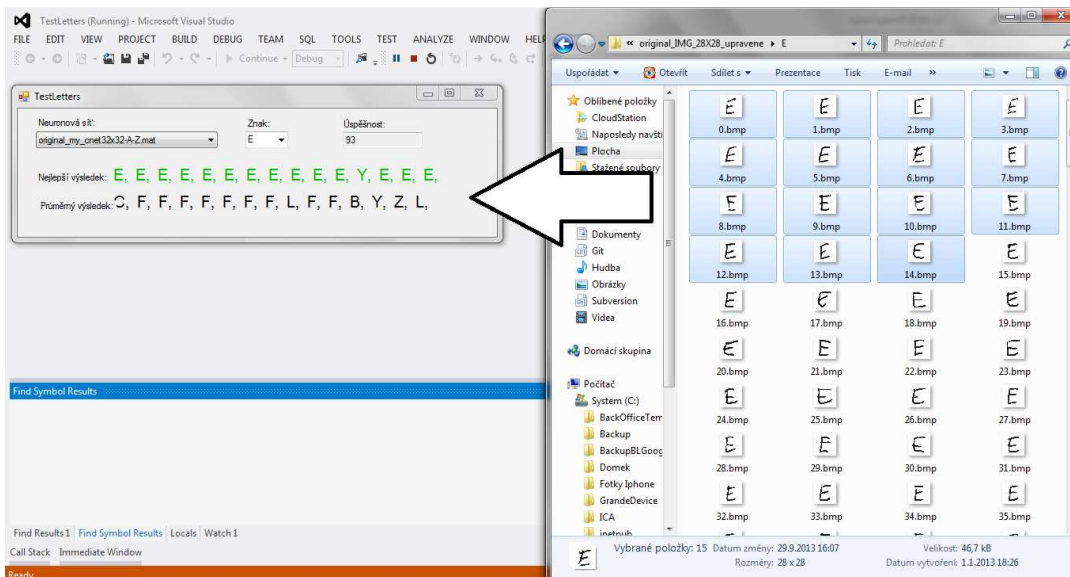 TestLetters (Running) - Microsoft Visual Studio
FILE EDIT VIEW PROJECT BUILD DEBUG TEAM SQL TOOLS TEST ANALYZE WINDOW HELP
Continue - Debug
TestLetters
Neuronová síť: Znak: Úspěšnost:
original_my_cnet32x32-A-Z.mat E 93
Nejlepší výsledek: E, E, E, E, E, E, E, E, E, E, E, Y, E, E, E,
Průměrný výsledek: C, F, F, F, F, F, F, F, L, F, F, B, Y, Z, L,
Find Symbol Results
Find Results 1 Find Symbol Results Locals Watch 1
Call Stack Immediate Window
Ready
« original_IMG_28X28_upravene ▸ E Prohledat: E
Uspořádat Otevřít Sdílet s Prezentace Tisk E-mail »
Oblíbené položky
CloudStation
Naposledy navšti
Plocha
Stažené soubory
Dokumenty
Git
Hudba
Obrázky
Subversion
Videa
Domácí skupina
Počítač
System (C:)
BackOfficeTem
Backup
BackupBLGoog
Domek
Fotky Iphone
GrandeDevice
ICA
inetpub
E E E E
0.bmp 1.bmp 2.bmp 3.bmp
E E E E
4.bmp 5.bmp 6.bmp 7.bmp
E E E E
8.bmp 9.bmp 10.bmp 11.bmp
E E E E
12.bmp 13.bmp 14.bmp 15.bmp
E E E E
16.bmp 17.bmp 18.bmp 19.bmp
E E E E
20.bmp 21.bmp 22.bmp 23.bmp
E E E E
24.bmp 25.bmp 26.bmp 27.bmp
E E E E
28.bmp 29.bmp 30.bmp 31.bmp
E E E E
32.bmp 33.bmp 34.bmp 35.bmp
E
Vybrané položky: 15 Datum změny: 29.9.2013 16:07 Velikost: 46,7 kB
Rozměry: 28 x 28 Datum vytvoření: 1.1.2013 18:26